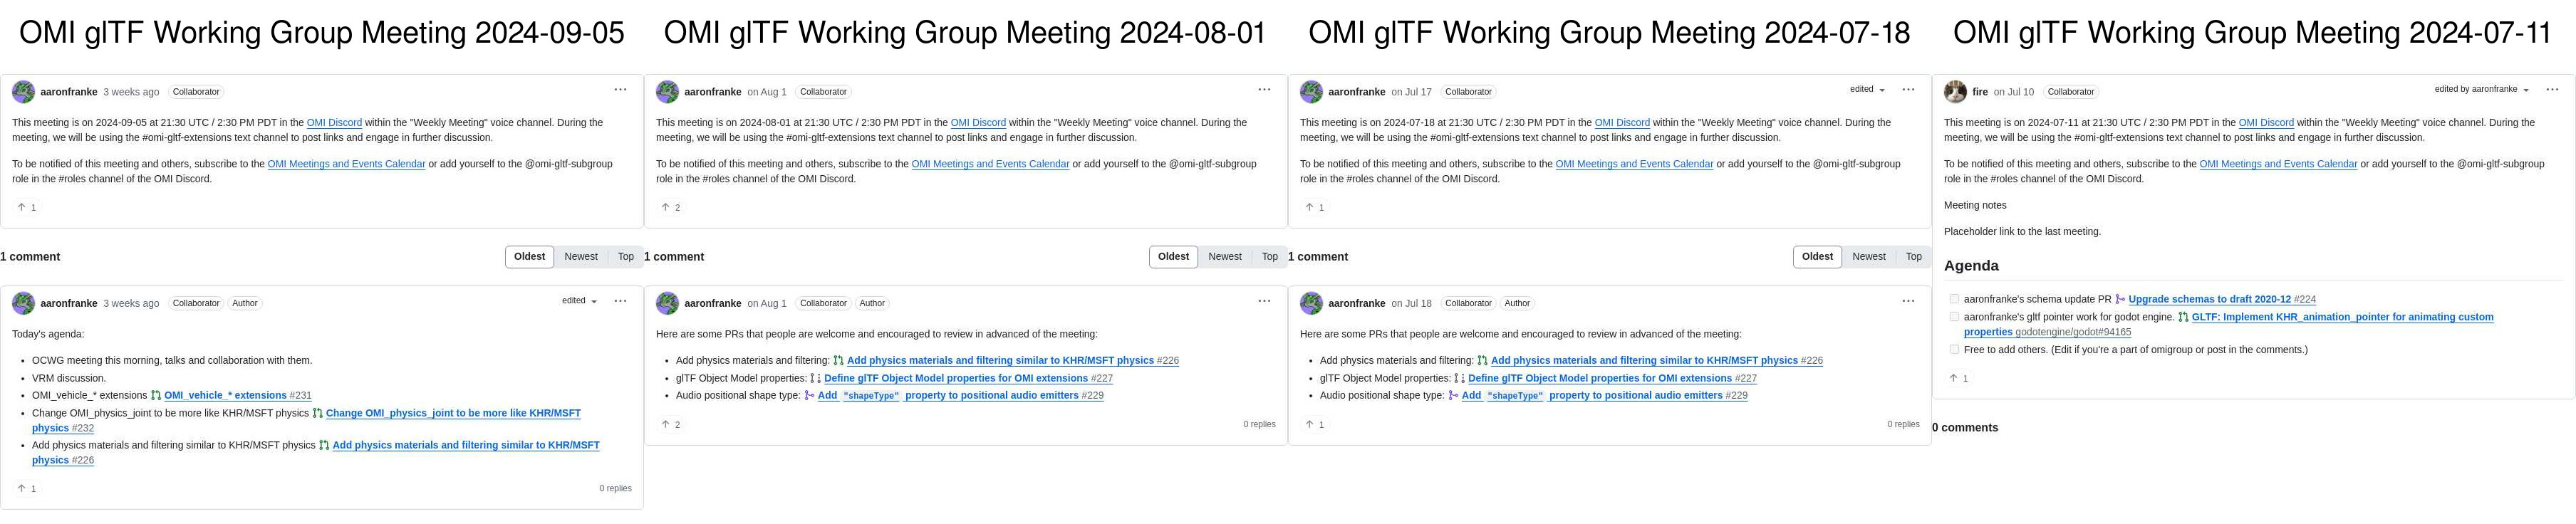 OMI glTF Working Group Meeting 2024-09-05
aaronfranke 3 weeks ago Collaborator
This meeting is on 2024-09-05 at 21:30 UTC / 2:30 PM PDT in the OMI Discord within the "Weekly Meeting" voice channel. During the
meeting, we will be using the #omi-gltf-extensions text channel to post links and engage in further discussion.
To be notified of this meeting and others, subscribe to the OMI Meetings and Events Calendar or add yourself to the @omi-gltf-subgroup
role in the #roles channel of the OMI Discord.
1
1 comment Oldest Newest Top
aaronfranke 3 weeks ago Collaborator Author edited
Today's agenda:
OCWG meeting this morning, talks and collaboration with them.
VRM discussion.
OMI_vehicle_* extensions OMI_vehicle_* extensions #231
Change OMI_physics_joint to be more like KHR/MSFT physics Change OMI_physics_joint to be more like KHR/MSFT
physics #232
Add physics materials and filtering similar to KHR/MSFT physics Add physics materials and filtering similar to KHR/MSFT
physics #226
1 0 replies
OMI glTF Working Group Meeting 2024-08-01
aaronfranke on Aug 1 Collaborator
This meeting is on 2024-08-01 at 21:30 UTC / 2:30 PM PDT in the OMI Discord within the "Weekly Meeting" voice channel. During the
meeting, we will be using the #omi-gltf-extensions text channel to post links and engage in further discussion.
To be notified of this meeting and others, subscribe to the OMI Meetings and Events Calendar or add yourself to the @omi-gltf-subgroup
role in the #roles channel of the OMI Discord.
2
1 comment Oldest Newest Top
aaronfranke on Aug 1 Collaborator Author
Here are some PRs that people are welcome and encouraged to review in advanced of the meeting:
Add physics materials and filtering: Add physics materials and filtering similar to KHR/MSFT physics #226
glTF Object Model properties: Define glTF Object Model properties for OMI extensions #227
Audio positional shape type: Add "shapeType" property to positional audio emitters #229
2 0 replies
OMI glTF Working Group Meeting 2024-07-18
aaronfranke on Jul 17 Collaborator edited
This meeting is on 2024-07-18 at 21:30 UTC / 2:30 PM PDT in the OMI Discord within the "Weekly Meeting" voice channel. During the
meeting, we will be using the #omi-gltf-extensions text channel to post links and engage in further discussion.
To be notified of this meeting and others, subscribe to the OMI Meetings and Events Calendar or add yourself to the @omi-gltf-subgroup
role in the #roles channel of the OMI Discord.
1
1 comment Oldest Newest Top
aaronfranke on Jul 18 Collaborator Author
Here are some PRs that people are welcome and encouraged to review in advanced of the meeting:
Add physics materials and filtering: Add physics materials and filtering similar to KHR/MSFT physics #226
glTF Object Model properties: Define glTF Object Model properties for OMI extensions #227
Audio positional shape type: Add "shapeType" property to positional audio emitters #229
1 0 replies
OMI glTF Working Group Meeting 2024-07-11
fire on Jul 10 Collaborator edited by aaronfranke
This meeting is on 2024-07-11 at 21:30 UTC / 2:30 PM PDT in the OMI Discord within the "Weekly Meeting" voice channel. During the
meeting, we will be using the #omi-gltf-extensions text channel to post links and engage in further discussion.
To be notified of this meeting and others, subscribe to the OMI Meetings and Events Calendar or add yourself to the @omi-gltf-subgroup
role in the #roles channel of the OMI Discord.
Meeting notes
Placeholder link to the last meeting.
Agenda
aaronfranke's schema update PR Upgrade schemas to draft 2020-12 #224
aaronfranke's gltf pointer work for godot engine. GLTF: Implement KHR_animation_pointer for animating custom
properties godotengine/godot#94165
Free to add others. (Edit if you're a part of omigroup or post in the comments.)
1
0 comments